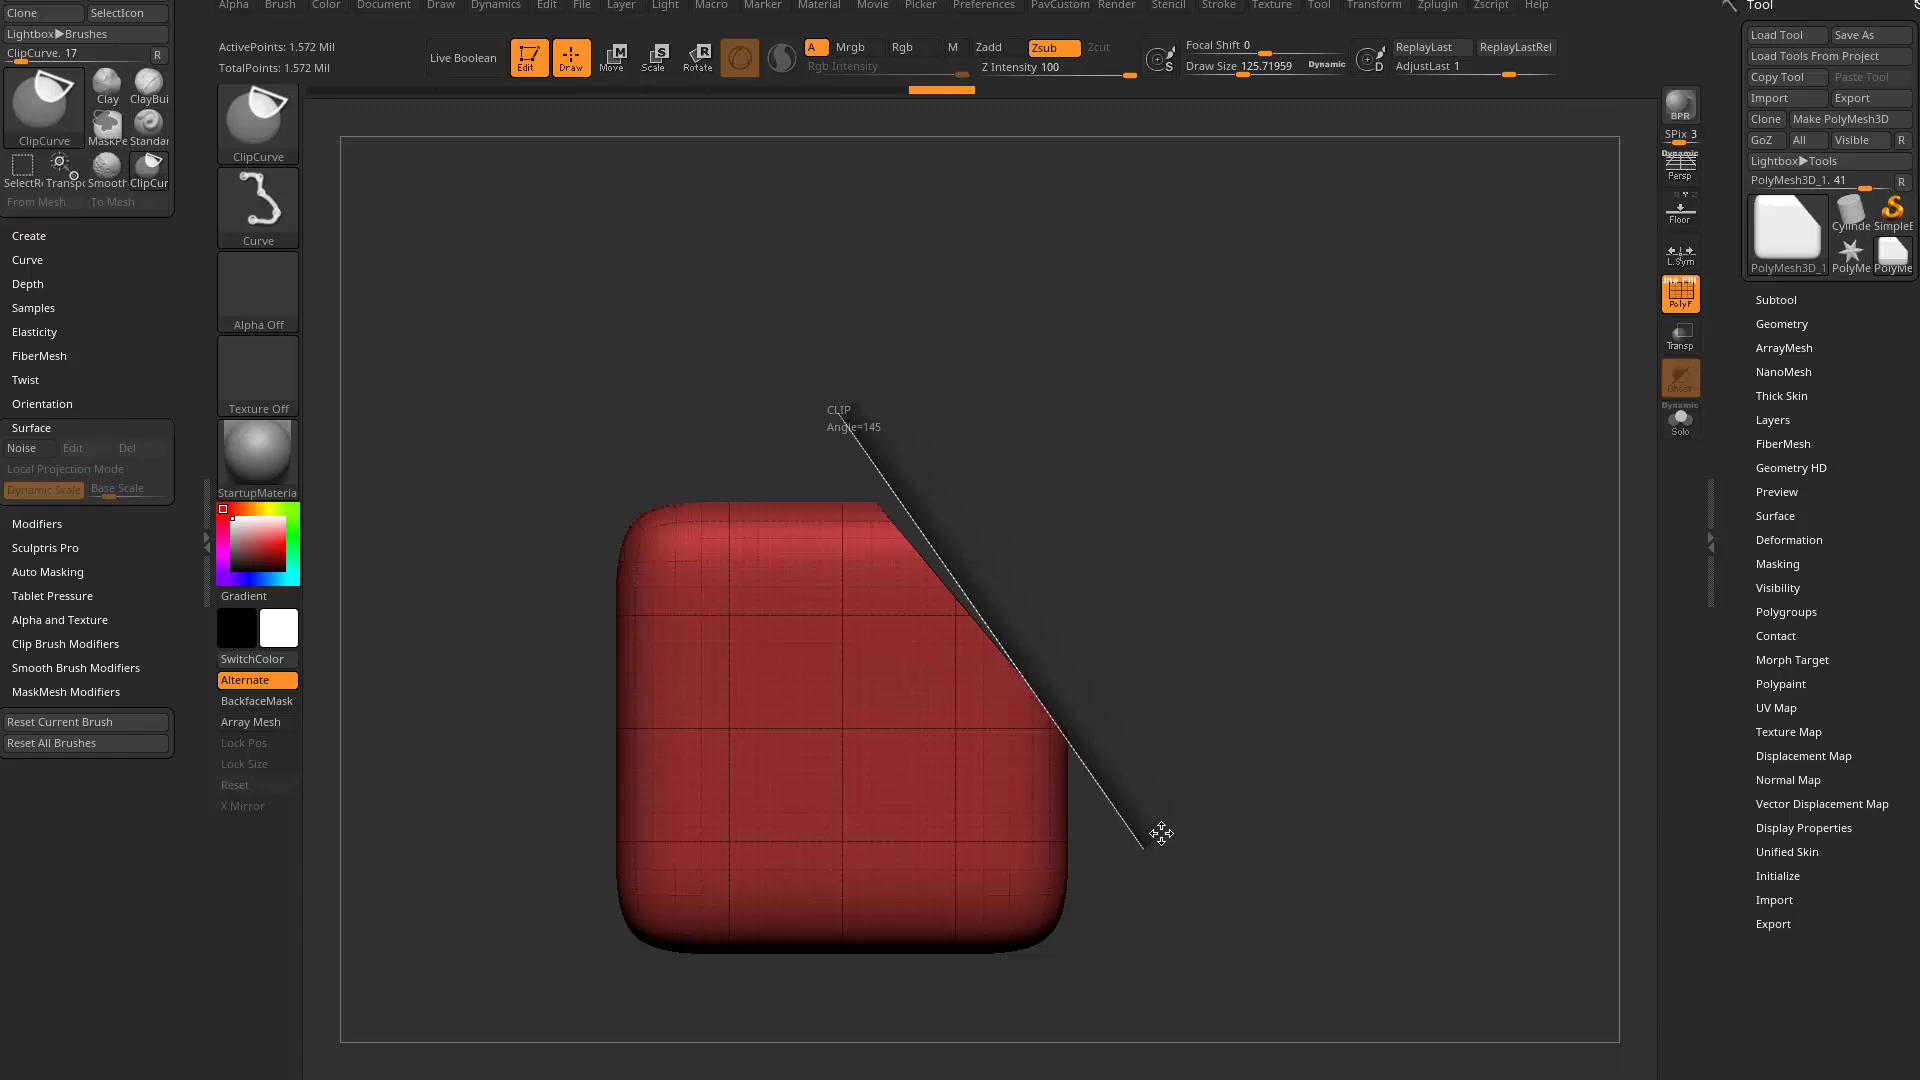 Alpha Brush Color Document Draw Dynamics Edit File Layer Light Macro Marker Material Movie Picker Preferences PavCustom Render Stencil Stroke Texture Tool Transform Zplugin Zscript Help
Clone SelectIcon
Lightbox▶Brushes
ClipCurve. 17 R
ClipCurve
Clay ClayBui
MaskPe Standar
SelectR Transpo Smooth ClipCur
From Mesh To Mesh
Create
Curve
Depth
Samples
Elasticity
FiberMesh
Twist
Orientation
Surface
Noise Edit Del
Local Projection Mode
Dynamic Scale Base Scale
Modifiers
Sculptris Pro
Auto Masking
Tablet Pressure
Alpha and Texture
Clip Brush Modifiers
Smooth Brush Modifiers
MaskMesh Modifiers
Reset Current Brush
Reset All Brushes
ActivePoints: 1.572 Mil
TotalPoints: 1.572 Mil
Live Boolean
Edit Draw Move Scale Rotate
A Mrgb Rgb M Zadd Zsub Zcut
Rgb Intensity Z Intensity 100
S
Focal Shift 0
Draw Size 125.71959 Dynamic
D
ReplayLast ReplayLastRel
AdjustLast 1
ClipCurve
Curve
Alpha Off
Texture Off
StartupMateria
Gradient
SwitchColor
Alternate
BackfaceMask
Array Mesh
Lock Pos
Lock Size
Reset
X Mirror
CLIP
Angle=145
BPR
SPix 3
Dynamic
Persp
Floor
L.Sym
Line Fill
PolyF
Transp
Ghost
Dynamic
Solo
Tool
Load Tool Save As
Load Tools From Project
Copy Tool Paste Tool
Import Export
Clone Make PolyMesh3D
GoZ All Visible R
Lightbox▶Tools
PolyMesh3D_1. 41 R
Cylinde SimpleB
PolyMesh3D_1 PolyMe PolyMe
Subtool
Geometry
ArrayMesh
NanoMesh
Thick Skin
Layers
FiberMesh
Geometry HD
Preview
Surface
Deformation
Masking
Visibility
Polygroups
Contact
Morph Target
Polypaint
UV Map
Texture Map
Displacement Map
Normal Map
Vector Displacement Map
Display Properties
Unified Skin
Initialize
Import
Export